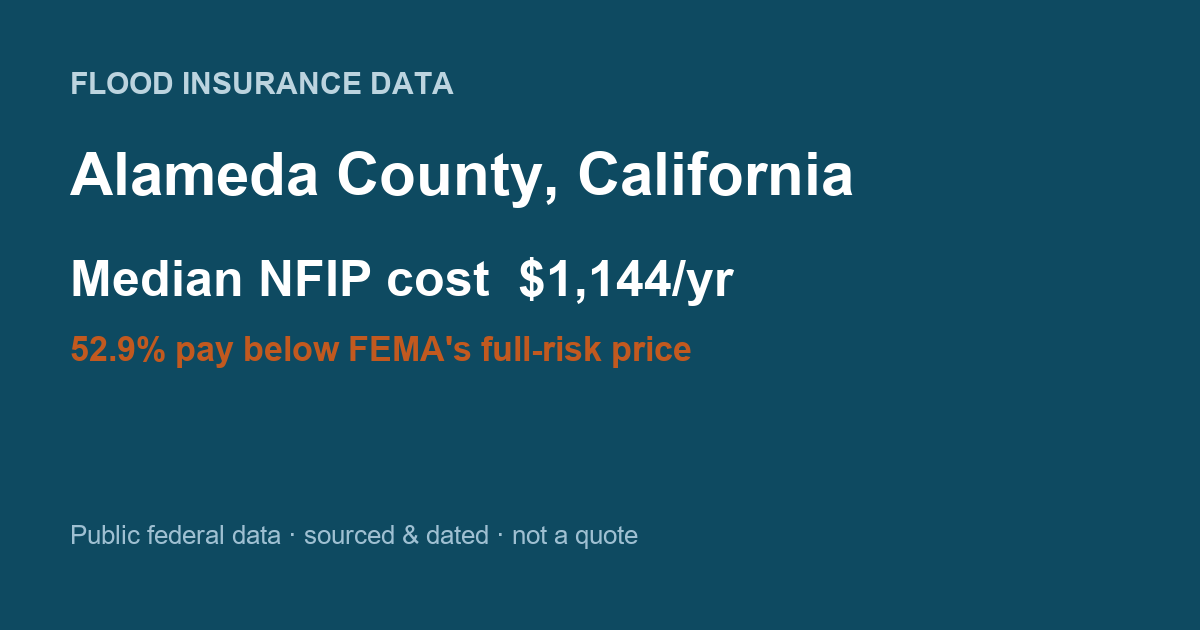 FLOOD INSURANCE DATA
Alameda County, California
Median NFIP cost  $1,144/yr
52.9% pay below FEMA's full-risk price
Public federal data · sourced & dated · not a quote